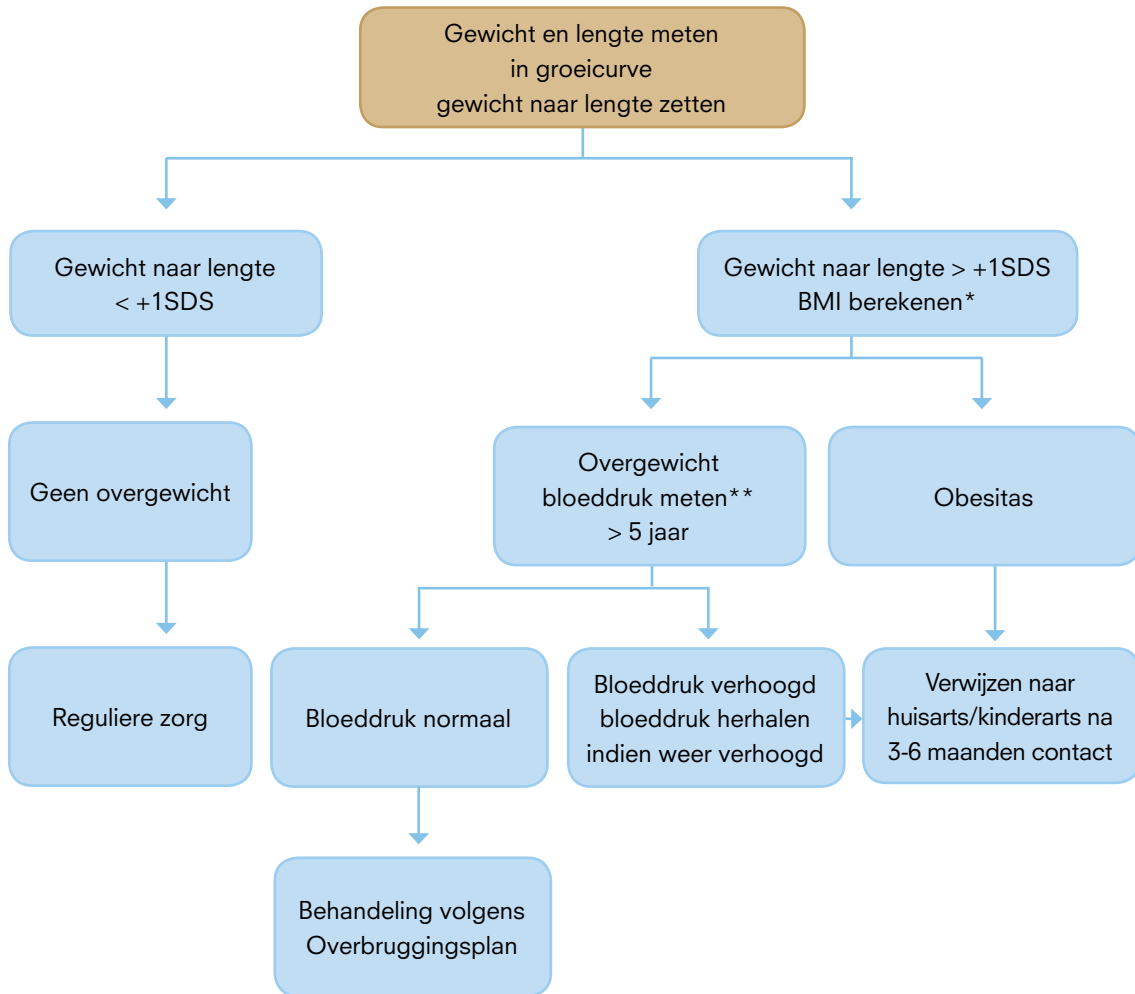 Gewicht en lengte meten
in groeicurve
gewicht naar lengte zetten
Gewicht naar lengte
< +1SDS
Gewicht naar lengte > +1SDS
BMI berekenen*
Geen overgewicht
Overgewicht
bloeddruk meten**
> 5 jaar
Obesitas
Reguliere zorg
Bloeddruk normaal
Bloeddruk verhoogd
bloeddruk herhalen
indien weer verhoogd
Verwijzen naar
huisarts/kinderarts na
3-6 maanden contact
Behandeling volgens
Overbruggingsplan